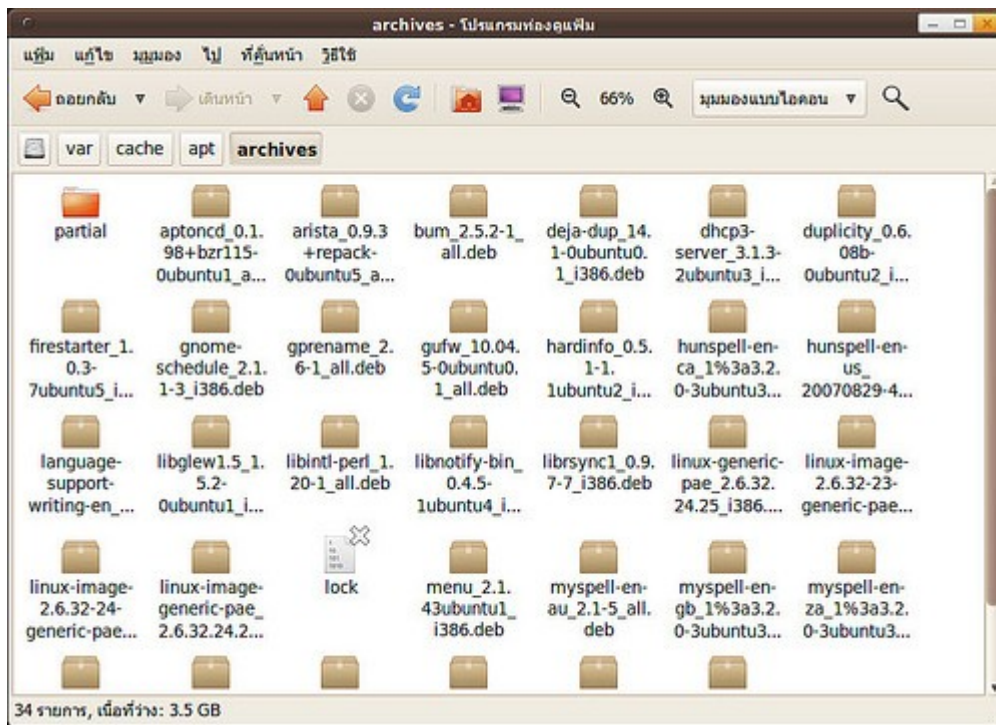 archives - โปรแกรมท่องดูแฟ้ม
แฟ้ม แก้ไข มุมมอง ไป ที่คั่นหน้า วิธีใช้
ถอยกลับ เดินหน้า 66% มุมมองแบบไอคอน
var cache apt archives
partial
aptoncd_0.1.
98+bzr115-
0ubuntu1_a...
arista_0.9.3
+repack-
0ubuntu5_a...
bum_2.5.2-1_
all.deb
deja-dup_14.
1-0ubuntu0.
1_i386.deb
dhcp3-
server_3.1.3-
2ubuntu3_i...
duplicity_0.6.
08b-
0ubuntu2_i...
firestarter_1.
0.3-
7ubuntu5_i...
gnome-
schedule_2.1.
1-3_i386.deb
gprename_2.
6-1_all.deb
gufw_10.04.
5-0ubuntu0.
1_all.deb
hardinfo_0.5.
1-1.
1ubuntu2_i...
hunspell-en-
ca_1%3a3.2.
0-3ubuntu3...
hunspell-en-
us_
20070829-4...
language-
support-
writing-en_...
libglew1.5_1.
5.2-
0ubuntu1_i...
libintl-perl_1.
20-1_all.deb
libnotify-bin_
0.4.5-
1ubuntu4_i...
librsync1_0.9.
7-7_i386.deb
linux-generic-
pae_2.6.32.
24.25_i386....
linux-image-
2.6.32-23-
generic-pae...
linux-image-
2.6.32-24-
generic-pae...
linux-image-
generic-pae_
2.6.32.24.2...
lock
menu_2.1.
43ubuntu1_
i386.deb
myspell-en-
au_2.1-5_all.
deb
myspell-en-
gb_1%3a3.2.
0-3ubuntu3...
myspell-en-
za_1%3a3.2.
0-3ubuntu3...
34 รายการ, เนื้อที่ว่าง: 3.5 GB